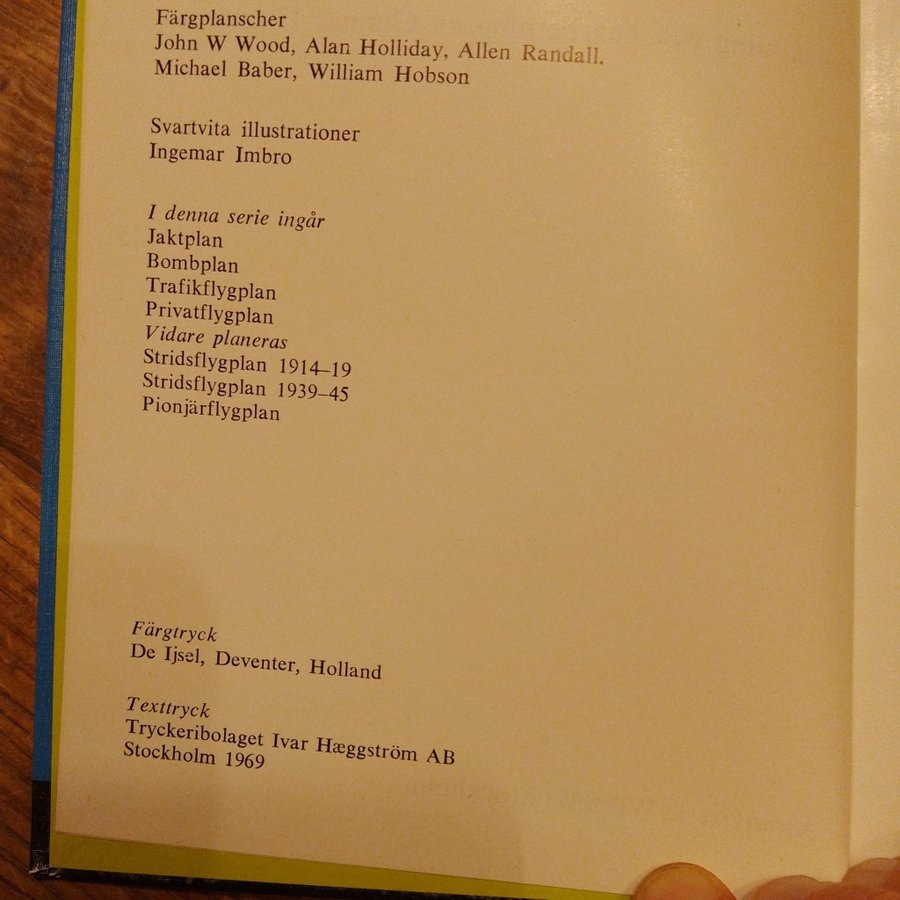 Färgplanscher
John W Wood, Alan Holliday, Allen Randall,
Michael Baber, William Hobson
Svartvita illustrationer
Ingemar Imbro
I denna serie ingår
Jaktplan
Bombplan
Trafikflygplan
Privatflygplan
Vidare planeras
Stridsflygplan 1914–19
Stridsflygplan 1939–45
Pionjärflygplan
Färgtryck
De Ijsel, Deventer, Holland
Texttryck
Tryckeribolaget Ivar Hæggström AB
Stockholm 1969